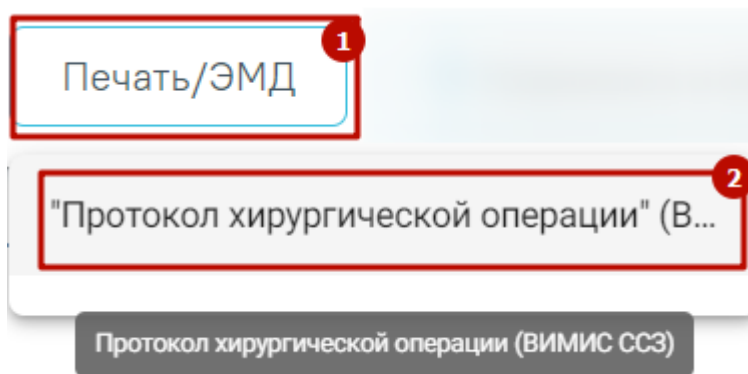 1
Печать/ЭМД
2
"Протокол хирургической операции" (В...
Протокол хирургической операции (ВИМИС ССЗ)